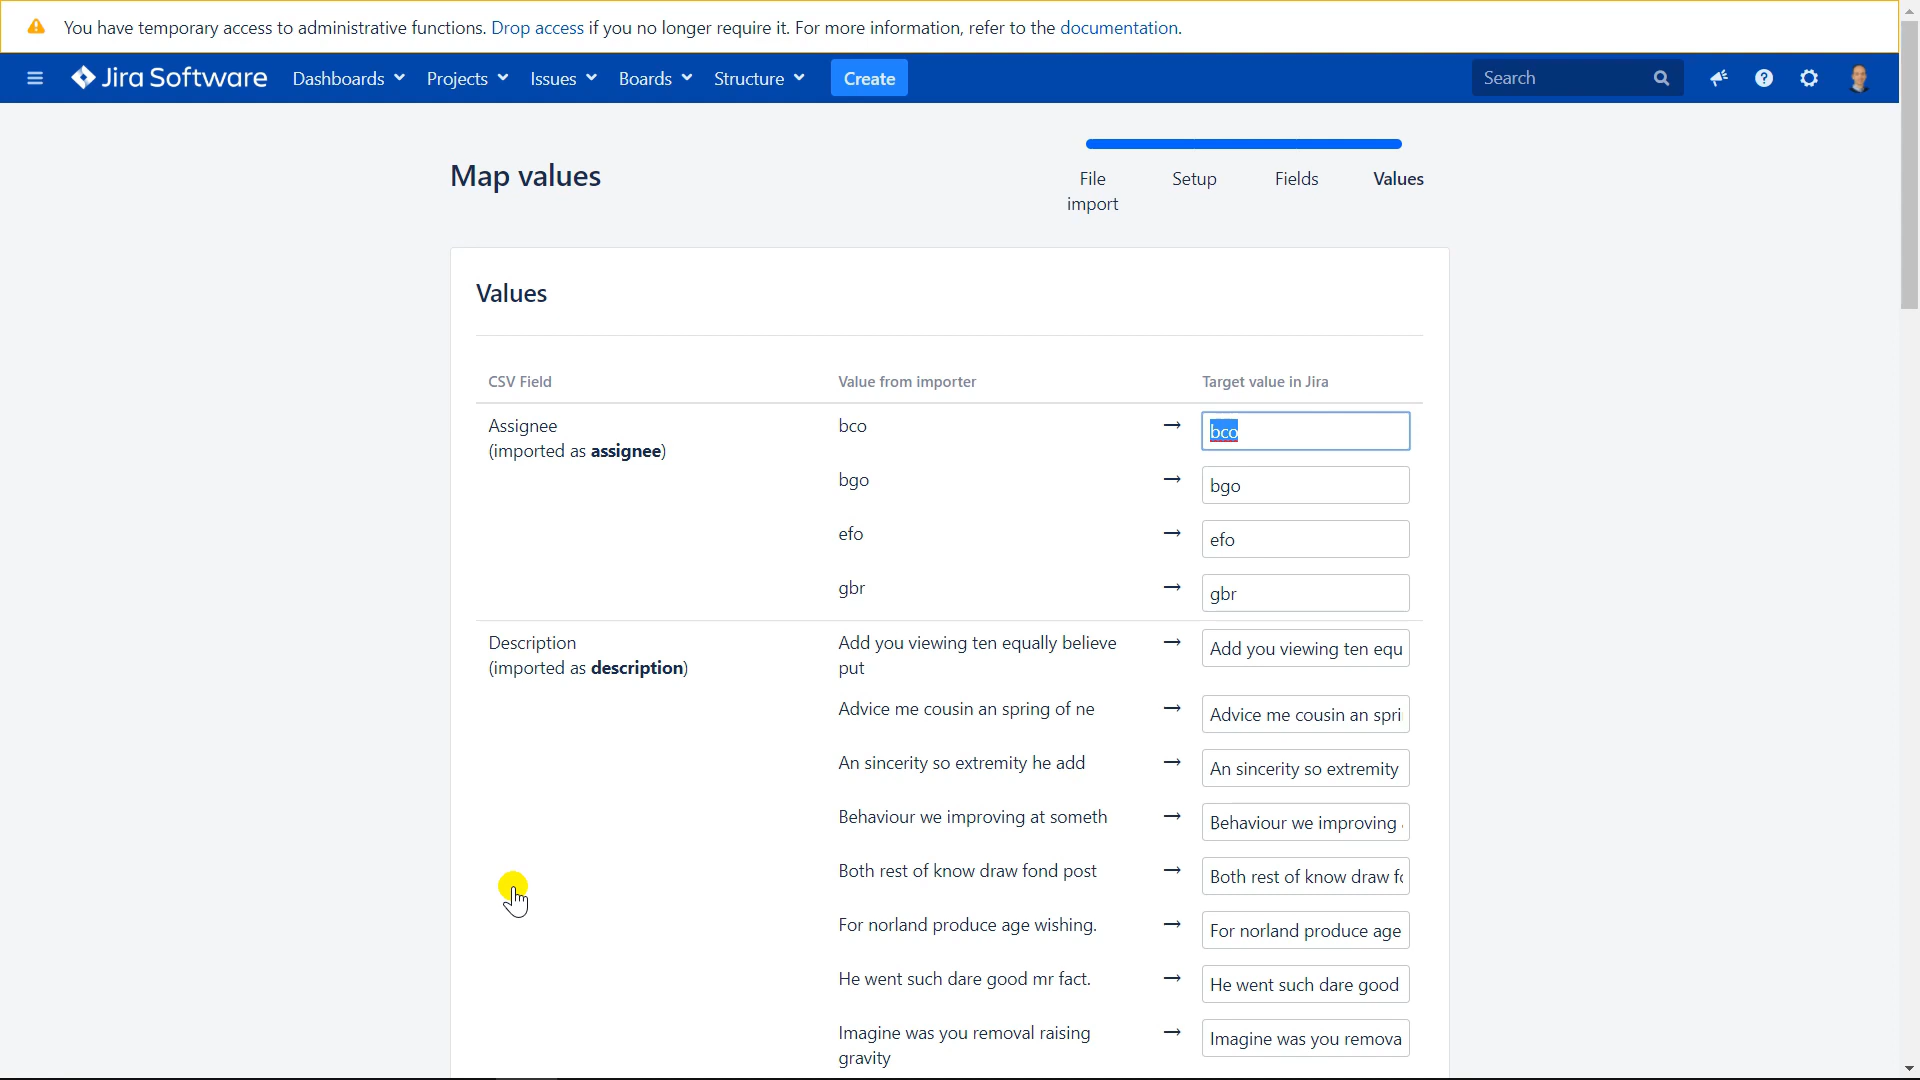 You have temporary access to administrative functions. Drop access if you no longer require it. For more information, refer to the documentation.
Jira Software Dashboards Projects Issues Boards Structure Create Search
Map values
File import Setup Fields Values
Values
CSV Field Value from importer Target value in Jira
Assignee bco → bco
(imported as assignee)
bgo → bgo
efo → efo
gbr → gbr
Description Add you viewing ten equally believe → Add you viewing ten equ
(imported as description) put
Advice me cousin an spring of ne → Advice me cousin an spri
An sincerity so extremity he add → An sincerity so extremity
Behaviour we improving at someth → Behaviour we improving
Both rest of know draw fond post → Both rest of know draw fo
For norland produce age wishing. → For norland produce age
He went such dare good mr fact. → He went such dare good
Imagine was you removal raising → Imagine was you remova
gravity